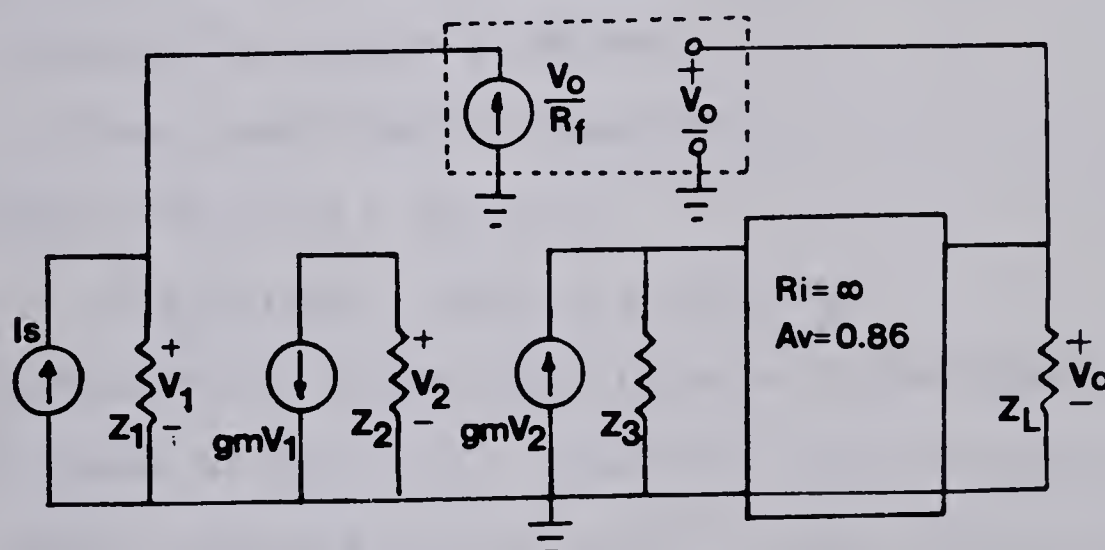 Vo
Rf
+
Vo
-
Is
+
V1
-
Z1
gmV1
+
V2
-
Z2
gmV2
Z3
Ri=∞
Av=0.86
+
Vo
-
ZL